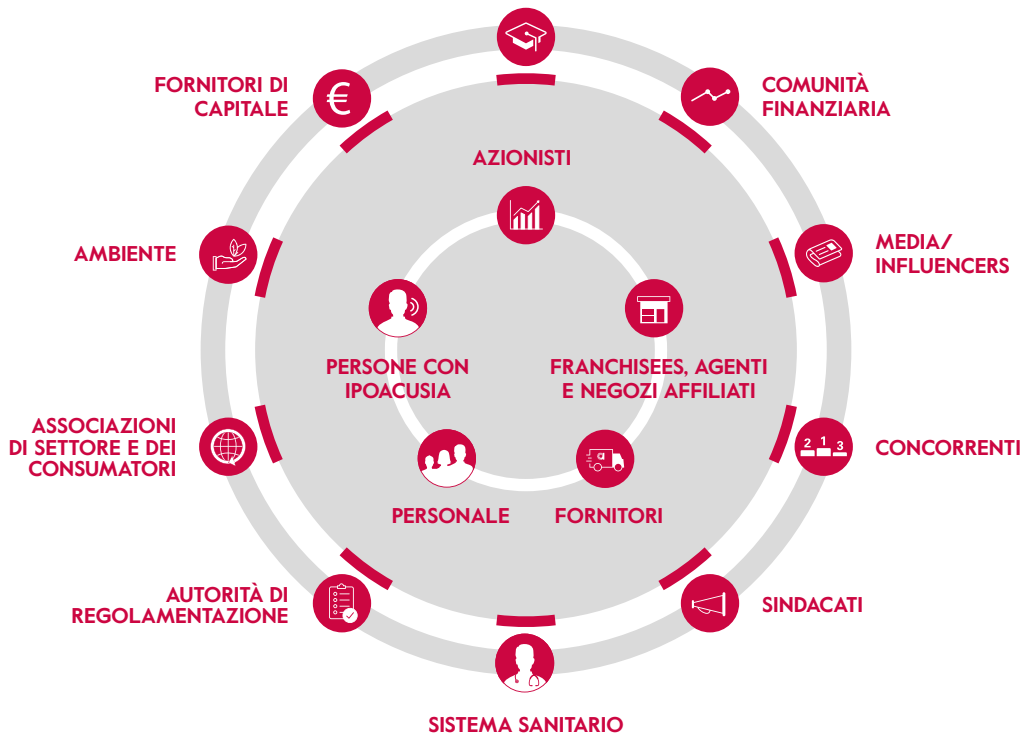 FORNITORI DI
CAPITALE
€
COMUNITÀ
FINANZIARIA
AZIONISTI
AMBIENTE
MEDIA/
INFLUENCERS
PERSONE CON
IPOACUSIA
FRANCHISEES, AGENTI
E NEGOZI AFFILIATI
ASSOCIAZIONI
DI SETTORE E DEI
CONSUMATORI
2 1 3
CONCORRENTI
PERSONALE
FORNITORI
AUTORITÀ DI
REGOLAMENTAZIONE
SINDACATI
SISTEMA SANITARIO